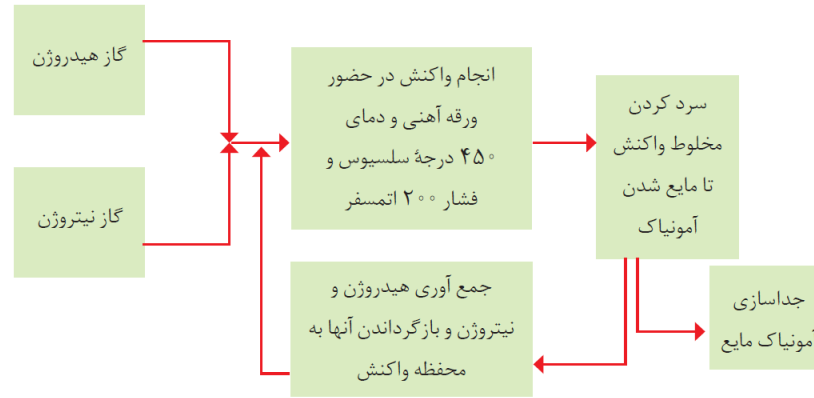 گاز هیدروژن
گاز نیتروژن
انجام واکنش در حضور
ورقه آهنی و دمای
۴۵۰ درجهٔ سلسیوس و
فشار ۲۰۰ اتمسفر
سرد کردن
مخلوط واکنش
تا مایع شدن
آمونیاک
جداسازی
آمونیاک مایع
جمع آوری هیدروژن و
نیتروژن و بازگرداندن آنها به
محفظه واکنش